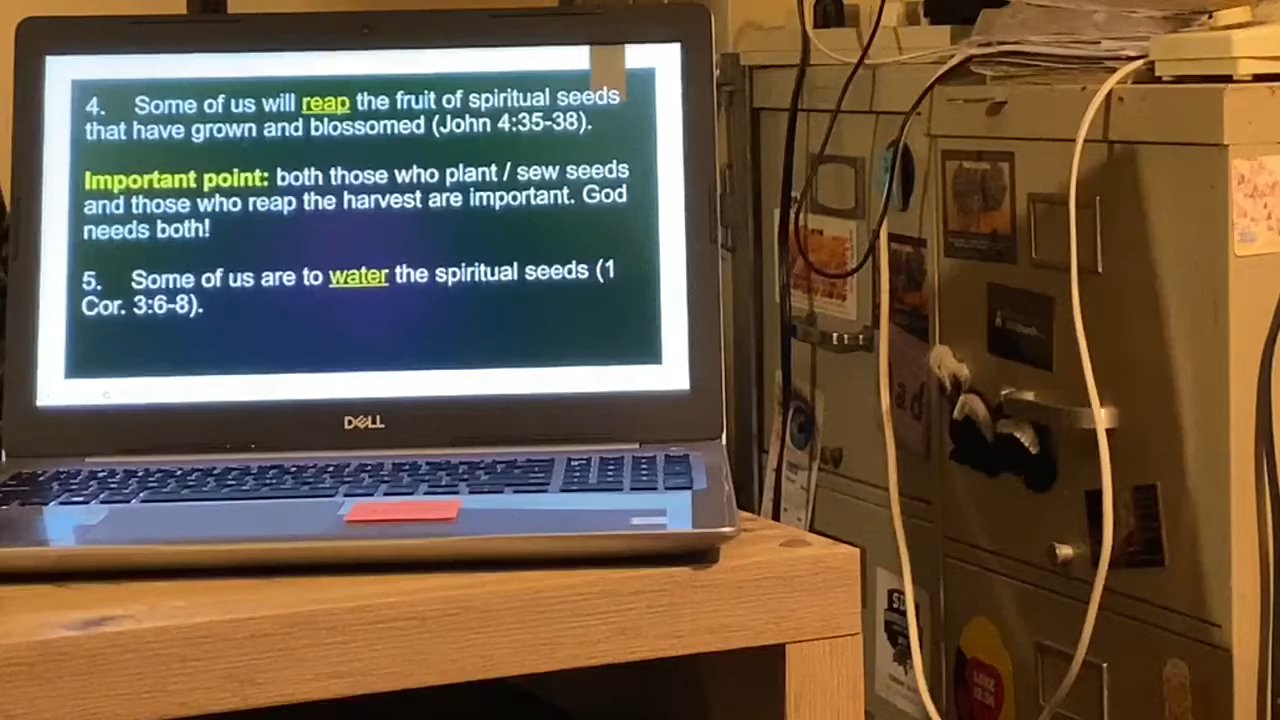 4. Some of us will reap the fruit of spiritual seeds
that have grown and blossomed (John 4:35-38).
Important point: both those who plant / sew seeds
and those who reap the harvest are important. God
needs both!
5. Some of us are to water the spiritual seeds (1
Cor. 3:6-8).
DELL
ad